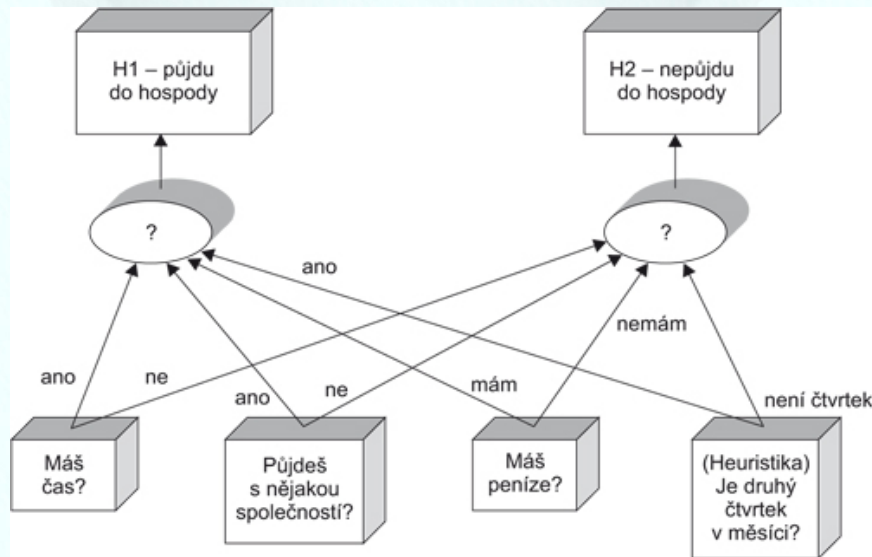 H1 – půjdu
do hospody
H2 – nepůjdu
do hospody
?
?
ano
nemám
ano
ne
ano
ne
mám
není čtvrtek
Máš
čas?
Půjdeš
s nějakou
společností?
Máš
peníze?
(Heuristika)
Je druhý
čtvrtek
v měsíci?